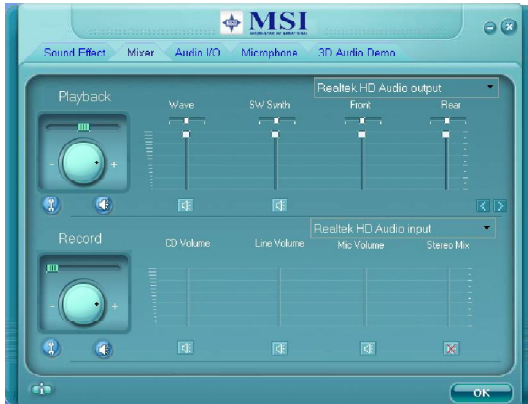 MSI
Sound Effect Mixer Audio I/O Microphone 3D Audio Demo
Realtek HD Audio output
Playback
Wave SW Synth Front Rear
- +
Realtek HD Audio input
Record
CD Volume Line Volume Mic Volume Stereo Mix
- +
OK